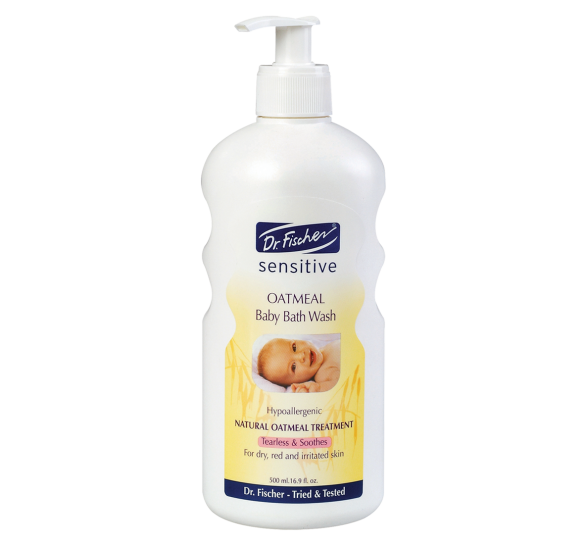 Dr. Fischer®
sensitive
OATMEAL
Baby Bath Wash
Hypoallergenic
NATURAL OATMEAL TREATMENT
Tearless & Soothes
For dry, red and irritated skin
500 ml.16.9 fl. oz.
Dr. Fischer - Tried & Tested